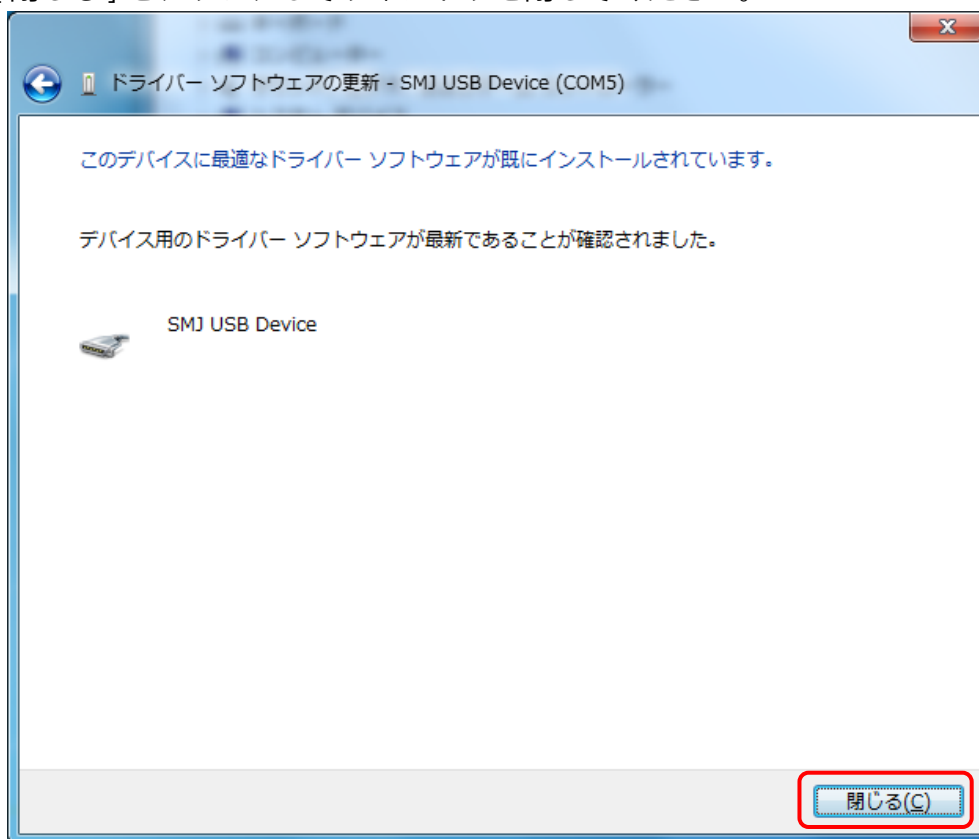 ドライバー ソフトウェアの更新 - SMJ USB Device (COM5)
このデバイスに最適なドライバー ソフトウェアが既にインストールされています。
デバイス用のドライバー ソフトウェアが最新であることが確認されました。
SMJ USB Device
閉じる(C)